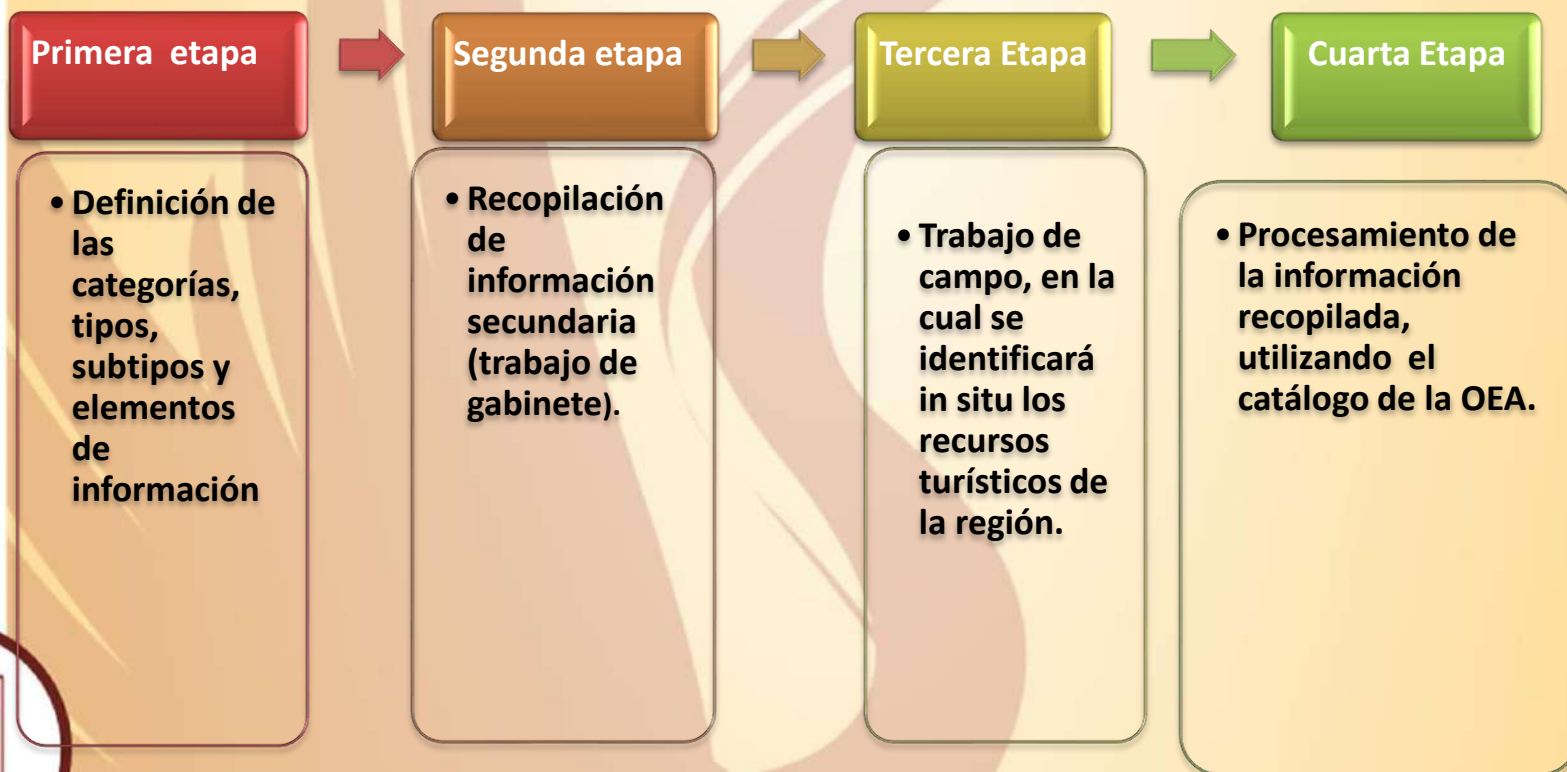 Primera etapa
• Definición de
las
categorías,
tipos,
subtipos y
elementos
de
información
Segunda etapa
• Recopilación
de
información
secundaria
(trabajo de
gabinete).
Tercera Etapa
• Trabajo de
campo, en la
cual se
identificará
in situ los
recursos
turísticos de
la región.
Cuarta Etapa
• Procesamiento de
la información
recopilada,
utilizando el
catálogo de la OEA.